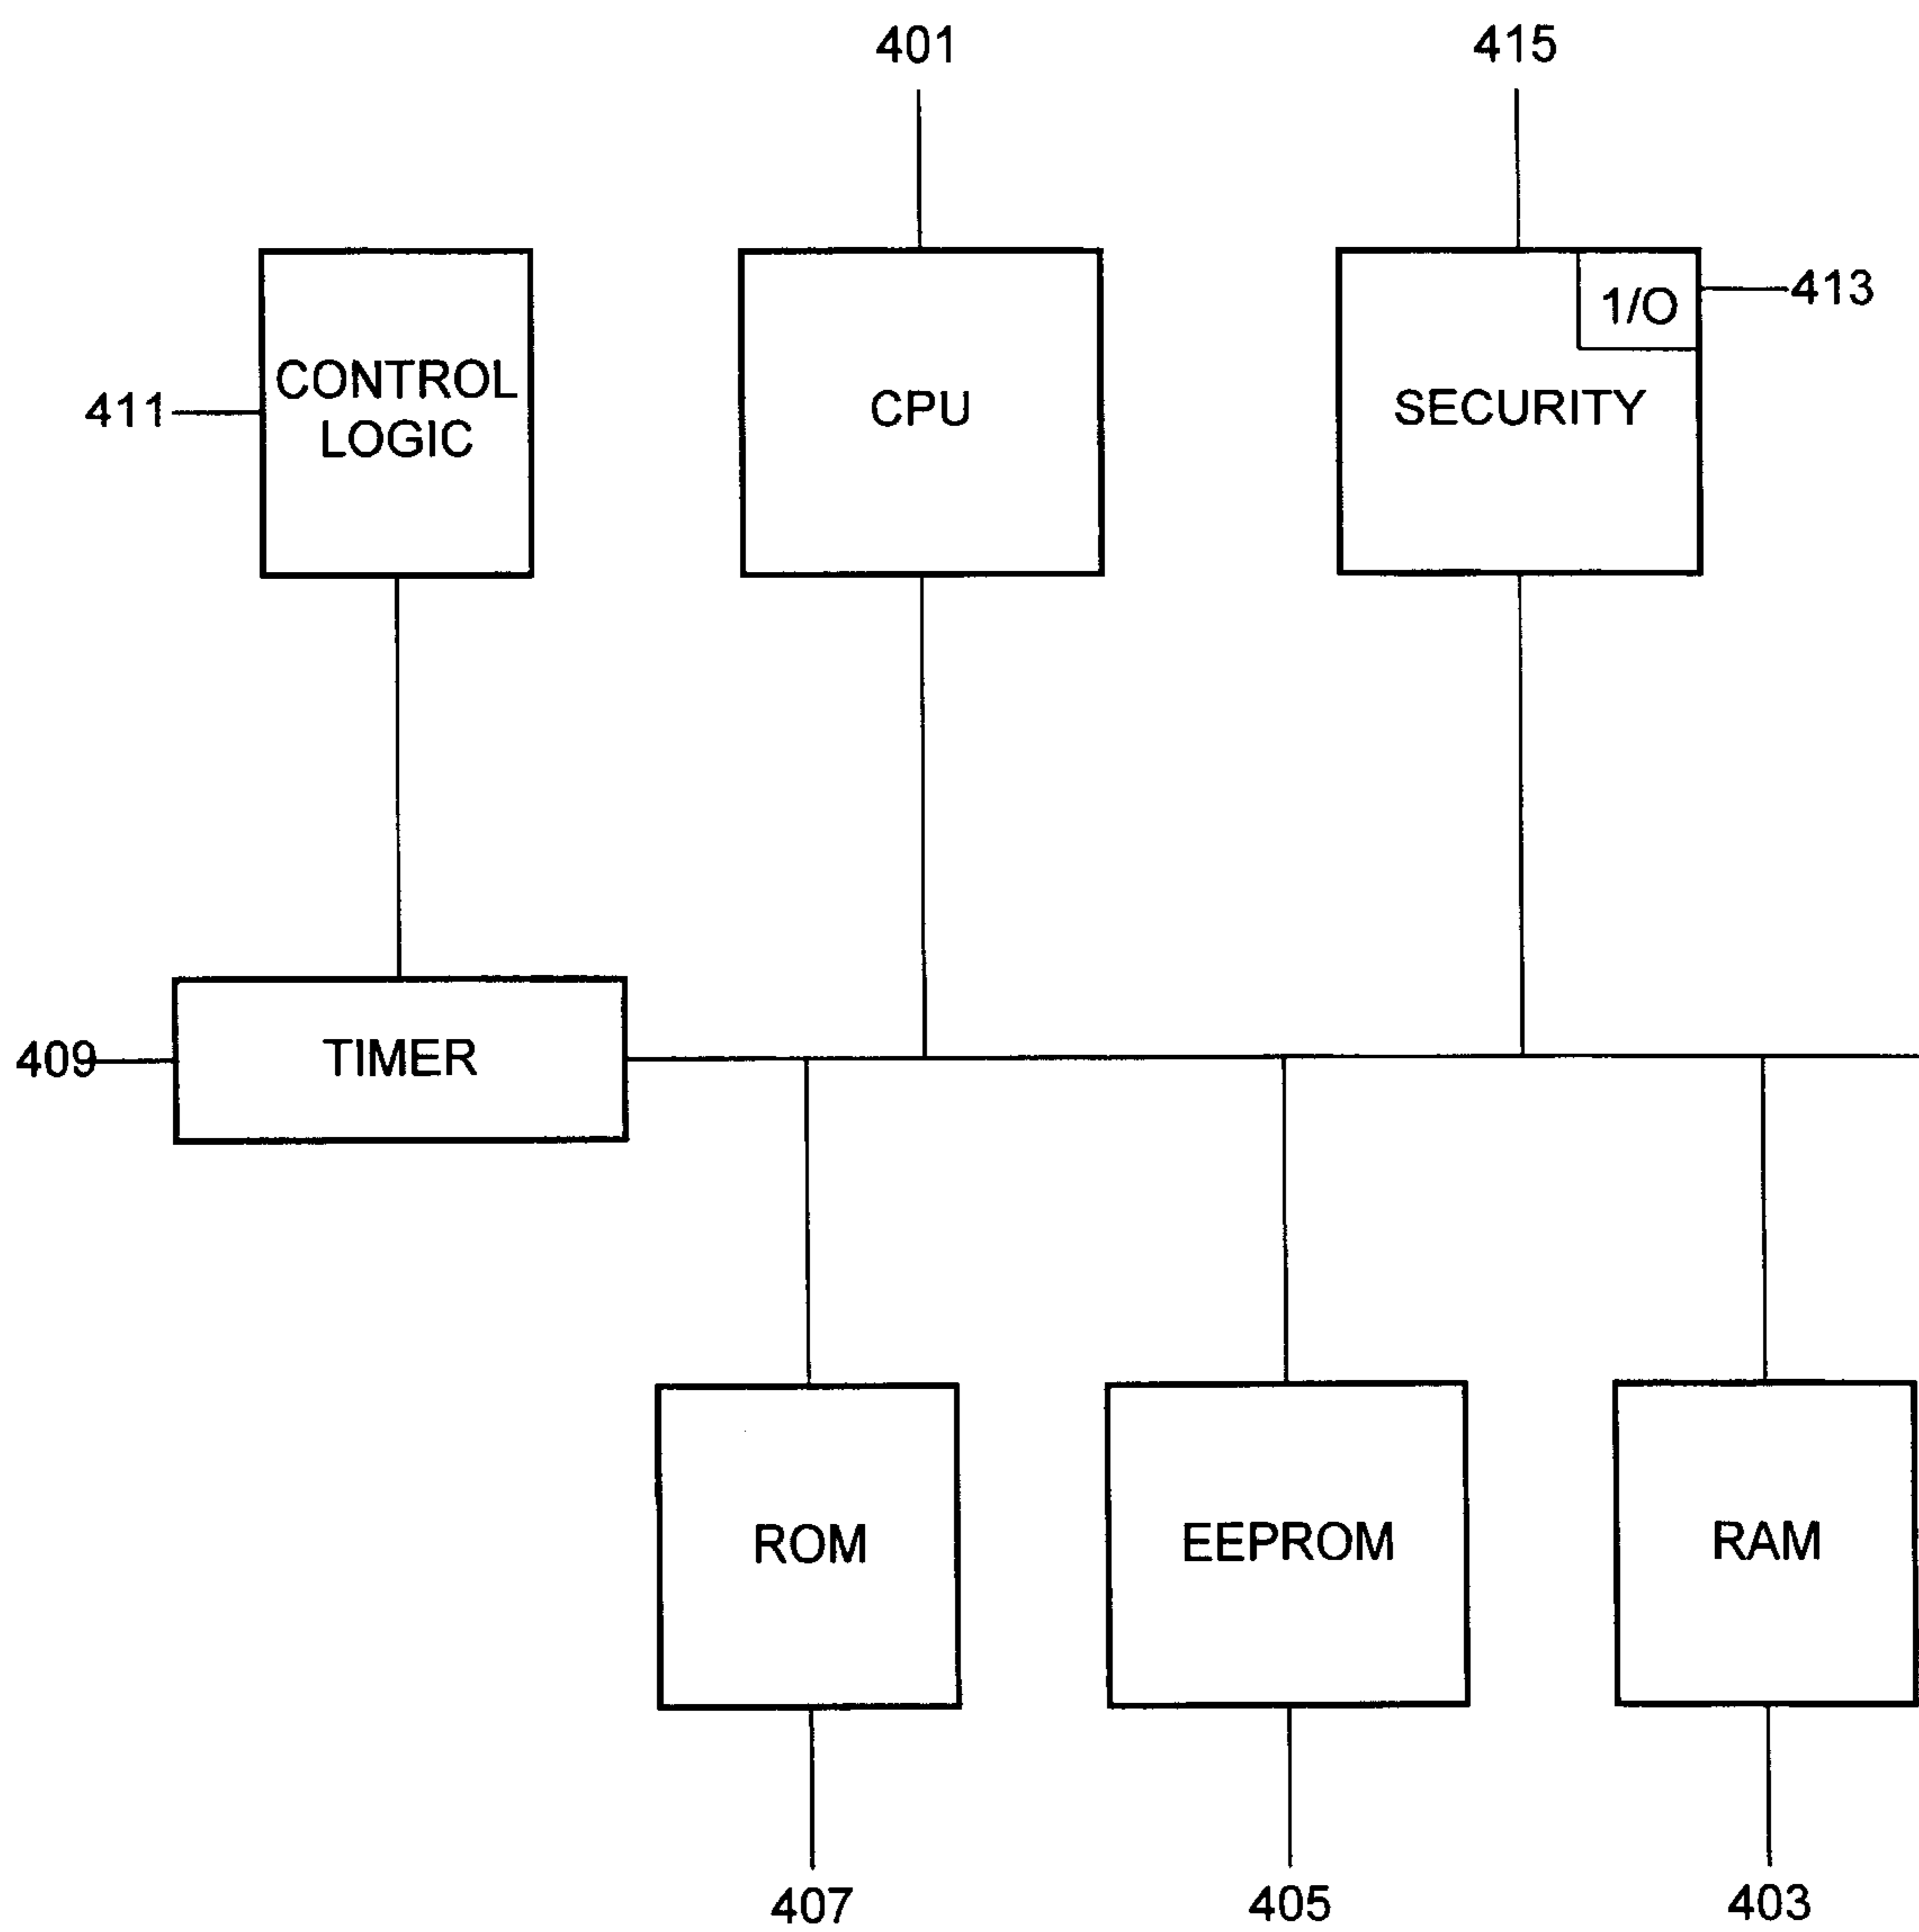 401
415
1/O
413
CONTROL
LOGIC
411
CPU
SECURITY
409
TIMER
ROM
EEPROM
RAM
407
405
403